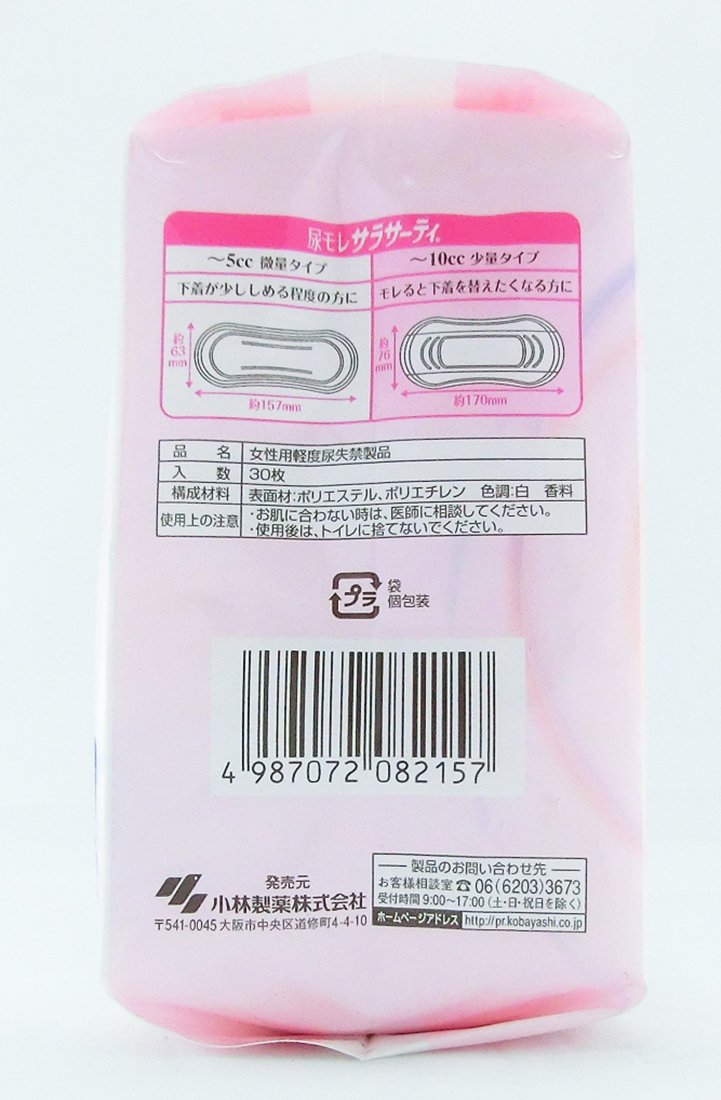 尿モレ サラサーティ®
～5cc 微量タイプ
～10cc 少量タイプ
下着が少ししめる程度の方に
モレると下着を替えたくなる方に
約63mm
約157mm
約76mm
約170mm
品名 女性用軽度尿失禁製品
入数 30枚
構成材料 表面材:ポリエステル、ポリエチレン 色調:白 香料
使用上の注意 ・お肌に合わない時は、医師に相談してください。
・使用後は、トイレに捨てないでください。
プラ 袋
個包装
4 987072 082157
発売元
小林製薬株式会社
〒541-0045 大阪市中央区道修町4-4-10
製品のお問い合わせ先
お客様相談室☎06(6203)3673
受付時間 9:00～17:00 (土・日・祝日を除く)
ホームページアドレス http://pr.kobayashi.co.jp